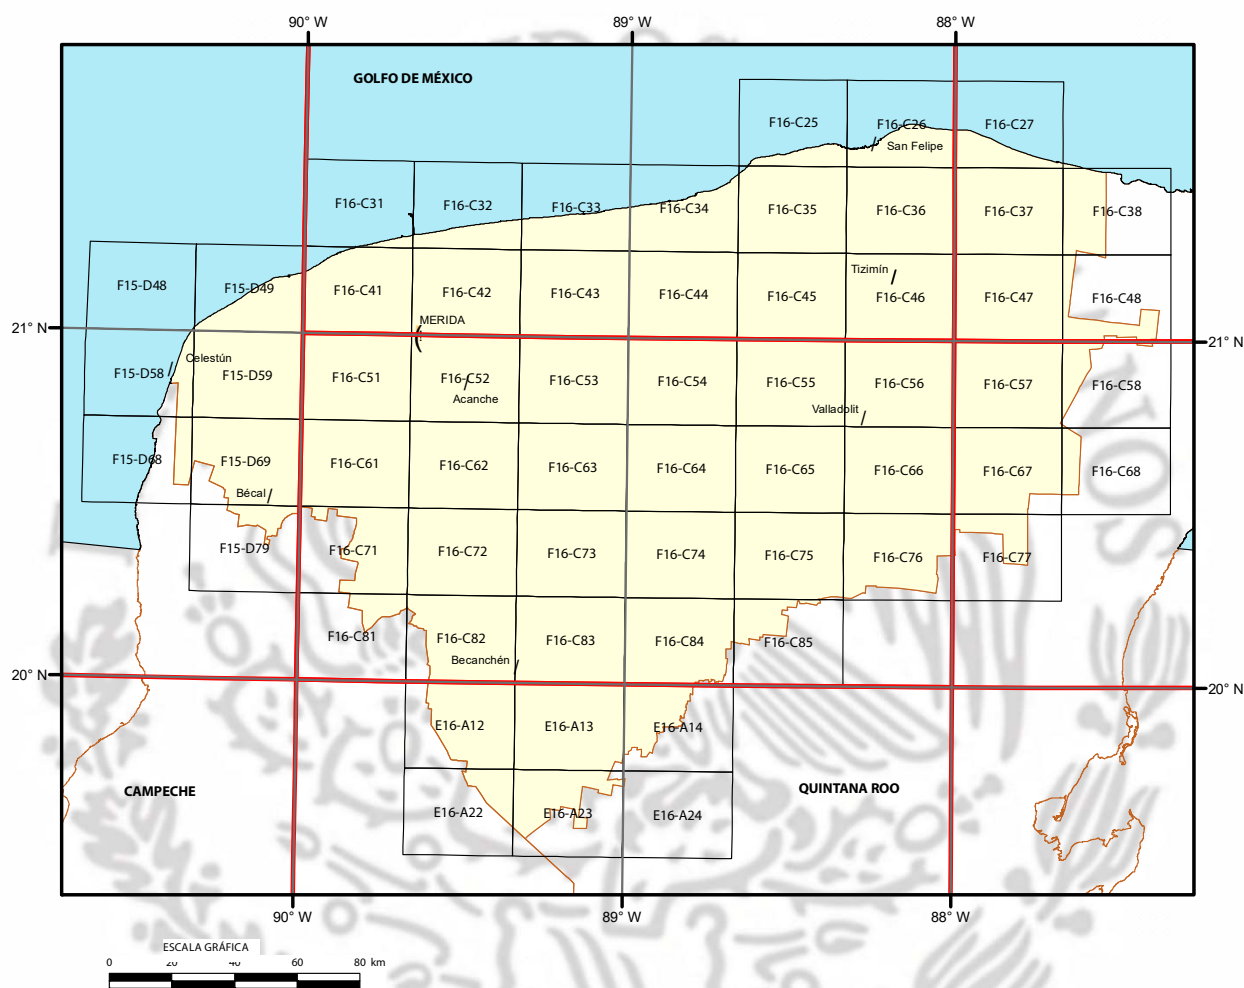 90° W 89° W 88° W
GOLFO DE MÉXICO
F16-C25 F16-C26 F16-C27
San Felipe
F16-C31 F16-C32 F16-C33 F16-C34 F16-C35 F16-C36 F16-C37 F16-C38
Tizimín
F15-D48 F15-D49 F16-C41 F16-C42 F16-C43 F16-C44 F16-C45 F16-C46 F16-C47 F16-C48
MERIDA
21° N 21° N
Celestún
F15-D58 F15-D59 F16-C51 F16-C52 F16-C53 F16-C54 F16-C55 F16-C56 F16-C57 F16-C58
Acanche
Valladolit
F15-D68 F15-D69 F16-C61 F16-C62 F16-C63 F16-C64 F16-C65 F16-C66 F16-C67 F16-C68
Bécal
F15-D79 F16-C71 F16-C72 F16-C73 F16-C74 F16-C75 F16-C76 F16-C77
F16-C81 F16-C82 F16-C83 F16-C84 F16-C85
Becanchén
20° N 20° N
E16-A12 E16-A13 E16-A14
CAMPECHE QUINTANA ROO
E16-A22 E16-A23 E16-A24
90° W 89° W 88° W
ESCALA GRÁFICA
0 20 40 60 80 km